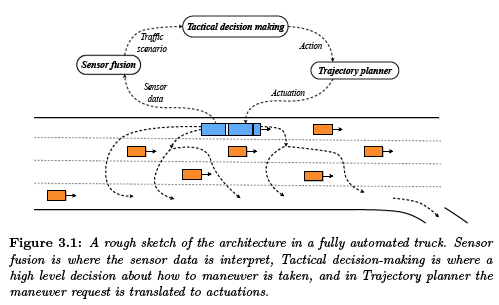 Tactical decision making
Traffic
scenario
Action
Sensor fusion
Trajectory planner
Sensor
data
Actuation
Figure 3.1: A rough sketch of the architecture in a fully automated truck. Sensor
fusion is where the sensor data is interpret, Tactical decision-making is where a
high level decision about how to maneuver is taken, and in Trajectory planner the
maneuver request is translated to actuations.